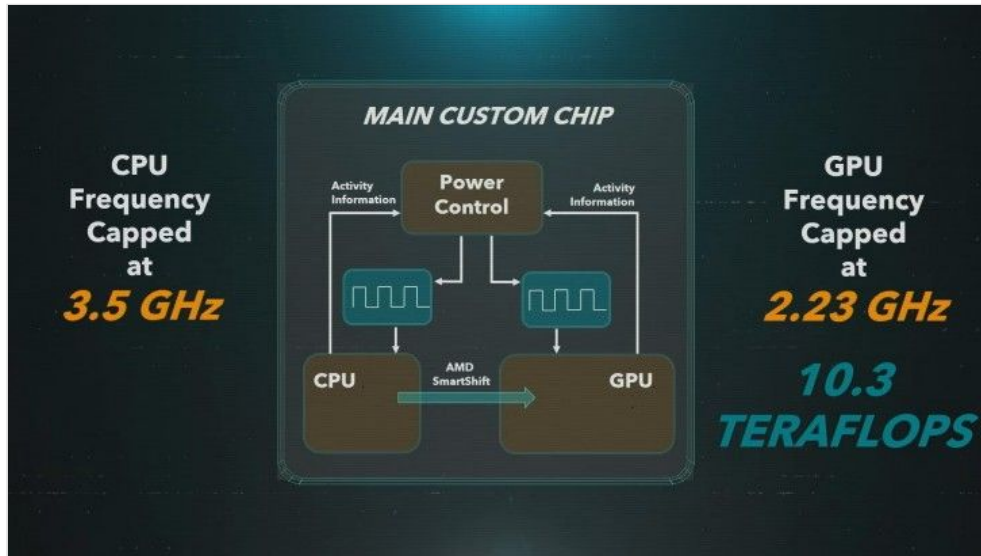 MAIN CUSTOM CHIP
CPU
Frequency
Capped
at
3.5 GHz
Activity
Information
Power
Control
Activity
Information
CPU
AMD
SmartShift
GPU
GPU
Frequency
Capped
at
2.23 GHz
10.3
TERAFLOPS